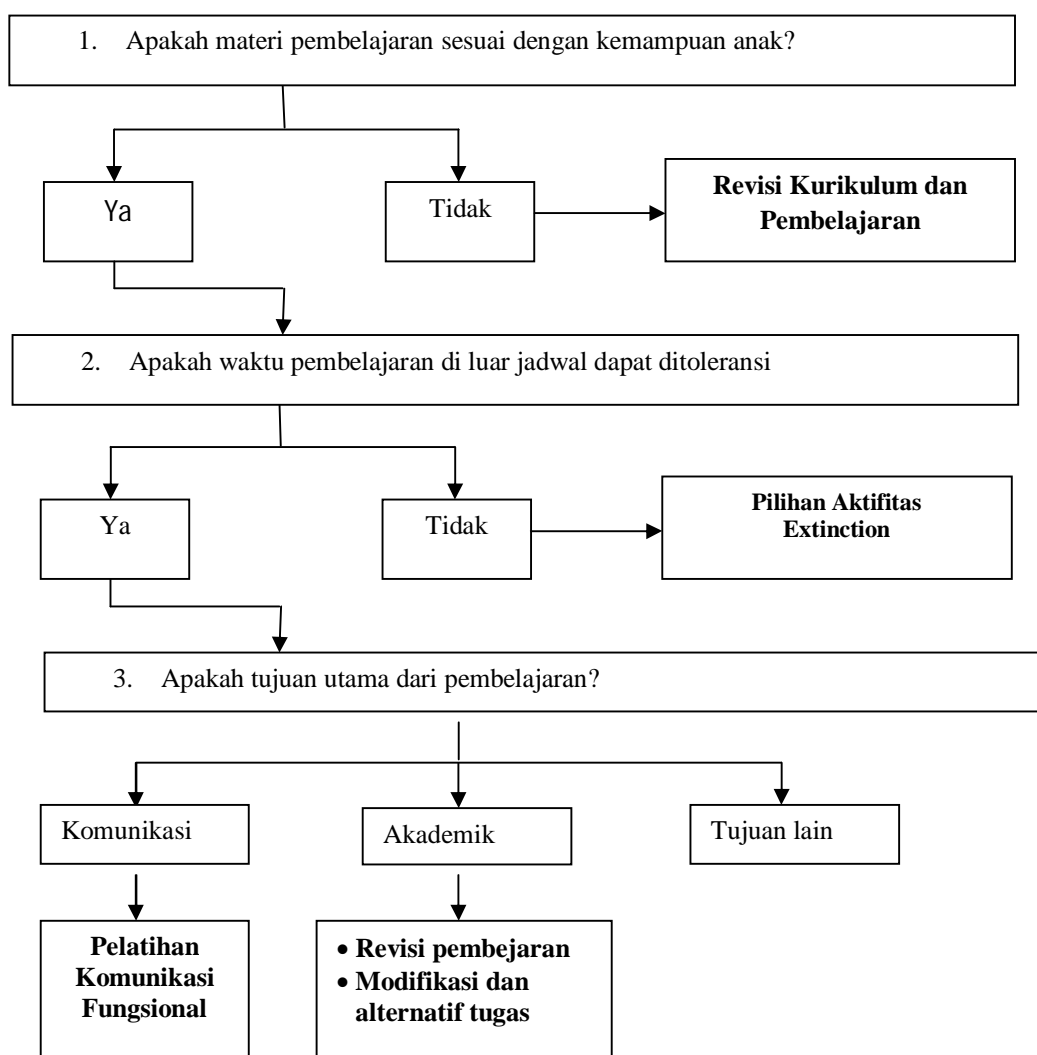 1. Apakah materi pembelajaran sesuai dengan kemampuan anak?
Ya
Tidak
Revisi Kurikulum dan
Pembelajaran
2. Apakah waktu pembelajaran di luar jadwal dapat ditoleransi
Ya
Tidak
Pilihan Aktifitas
Extinction
3. Apakah tujuan utama dari pembelajaran?
Komunikasi
Akademik
Tujuan lain
Pelatihan
Komunikasi
Fungsional
• Revisi pembejaran
• Modifikasi dan
alternatif tugas